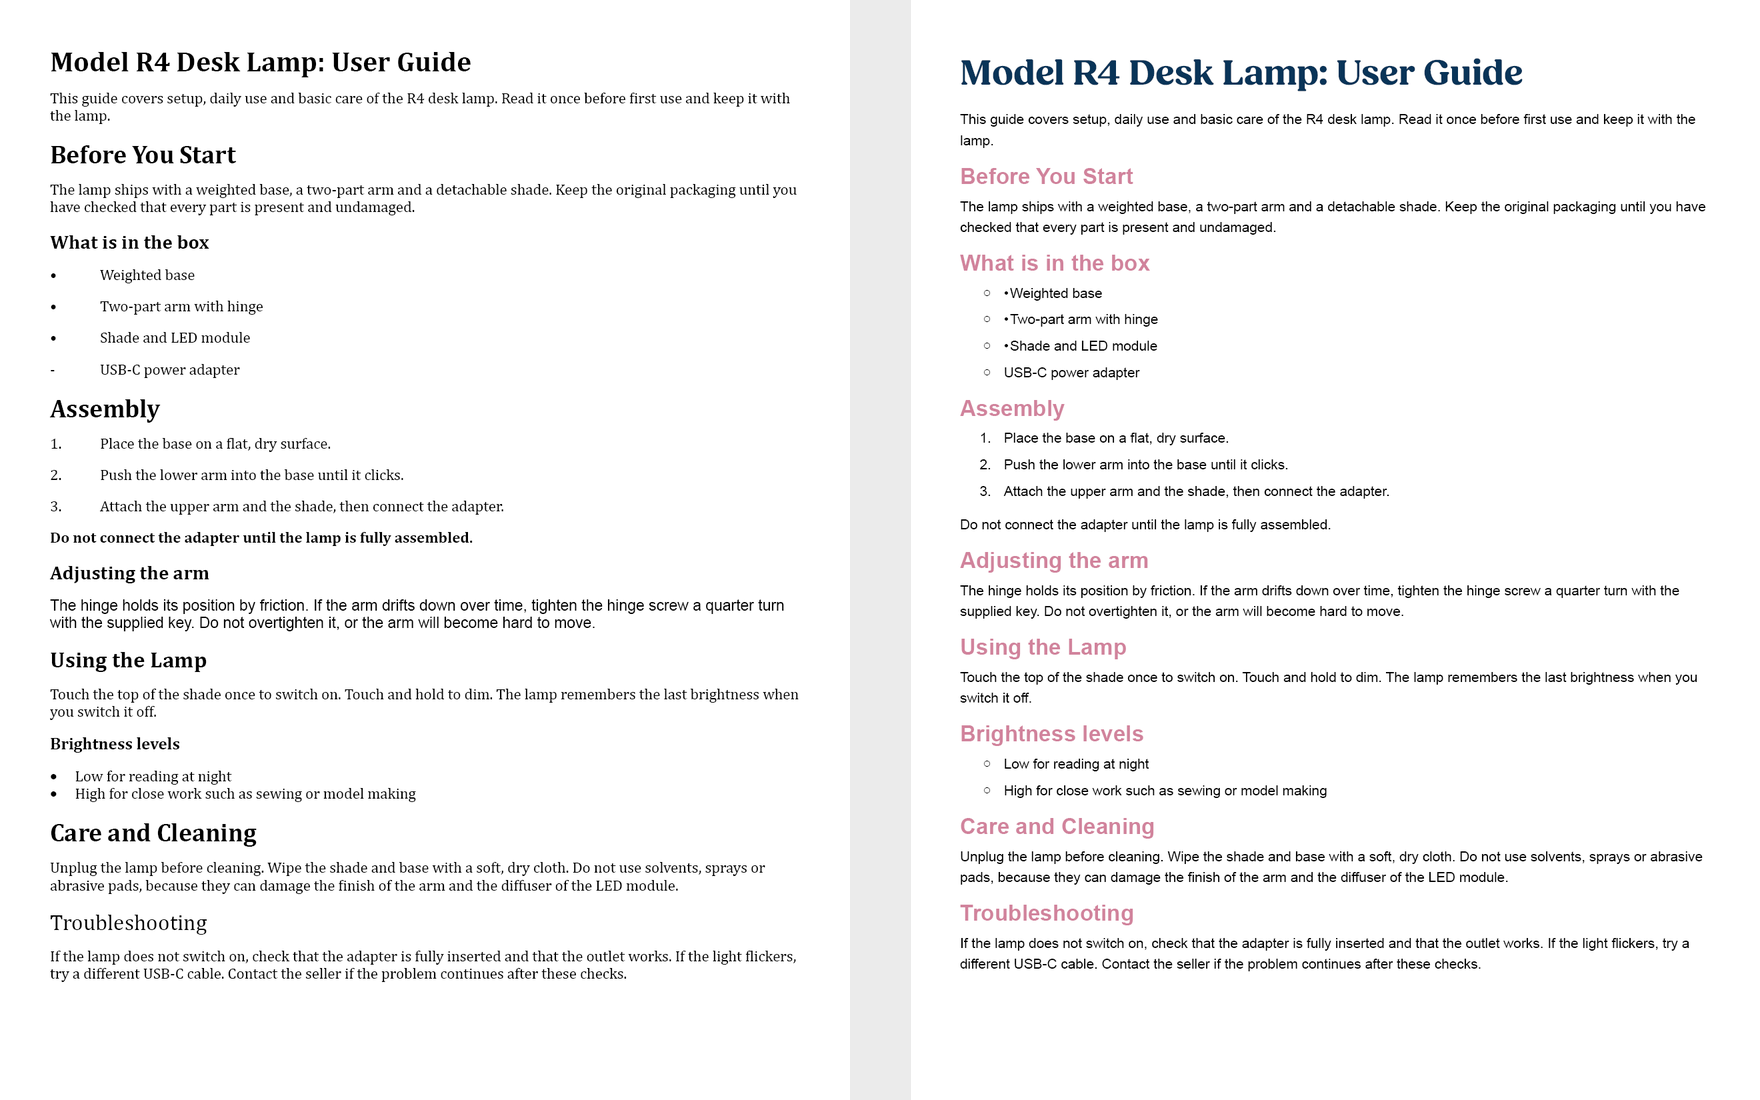 Model R4 Desk Lamp: User Guide
This guide covers setup, daily use and basic care of the R4 desk lamp. Read it once before first use and keep it with
the lamp.
Before You Start
The lamp ships with a weighted base, a two-part arm and a detachable shade. Keep the original packaging until you
have checked that every part is present and undamaged.
What is in the box
• Weighted base
• Two-part arm with hinge
• Shade and LED module
- USB-C power adapter
Assembly
1. Place the base on a flat, dry surface.
2. Push the lower arm into the base until it clicks.
3. Attach the upper arm and the shade, then connect the adapter.
Do not connect the adapter until the lamp is fully assembled.
Adjusting the arm
The hinge holds its position by friction. If the arm drifts down over time, tighten the hinge screw a quarter turn
with the supplied key. Do not overtighten it, or the arm will become hard to move.
Using the Lamp
Touch the top of the shade once to switch on. Touch and hold to dim. The lamp remembers the last brightness when
you switch it off.
Brightness levels
• Low for reading at night
• High for close work such as sewing or model making
Care and Cleaning
Unplug the lamp before cleaning. Wipe the shade and base with a soft, dry cloth. Do not use solvents, sprays or
abrasive pads, because they can damage the finish of the arm and the diffuser of the LED module.
Troubleshooting
If the lamp does not switch on, check that the adapter is fully inserted and that the outlet works. If the light flickers,
try a different USB-C cable. Contact the seller if the problem continues after these checks.
Model R4 Desk Lamp: User Guide
This guide covers setup, daily use and basic care of the R4 desk lamp. Read it once before first use and keep it with the
lamp.
Before You Start
The lamp ships with a weighted base, a two-part arm and a detachable shade. Keep the original packaging until you have
checked that every part is present and undamaged.
What is in the box
○ •Weighted base
○ •Two-part arm with hinge
○ •Shade and LED module
○ USB-C power adapter
Assembly
1. Place the base on a flat, dry surface.
2. Push the lower arm into the base until it clicks.
3. Attach the upper arm and the shade, then connect the adapter.
Do not connect the adapter until the lamp is fully assembled.
Adjusting the arm
The hinge holds its position by friction. If the arm drifts down over time, tighten the hinge screw a quarter turn with the
supplied key. Do not overtighten it, or the arm will become hard to move.
Using the Lamp
Touch the top of the shade once to switch on. Touch and hold to dim. The lamp remembers the last brightness when you
switch it off.
Brightness levels
○ Low for reading at night
○ High for close work such as sewing or model making
Care and Cleaning
Unplug the lamp before cleaning. Wipe the shade and base with a soft, dry cloth. Do not use solvents, sprays or abrasive
pads, because they can damage the finish of the arm and the diffuser of the LED module.
Troubleshooting
If the lamp does not switch on, check that the adapter is fully inserted and that the outlet works. If the light flickers, try a
different USB-C cable. Contact the seller if the problem continues after these checks.